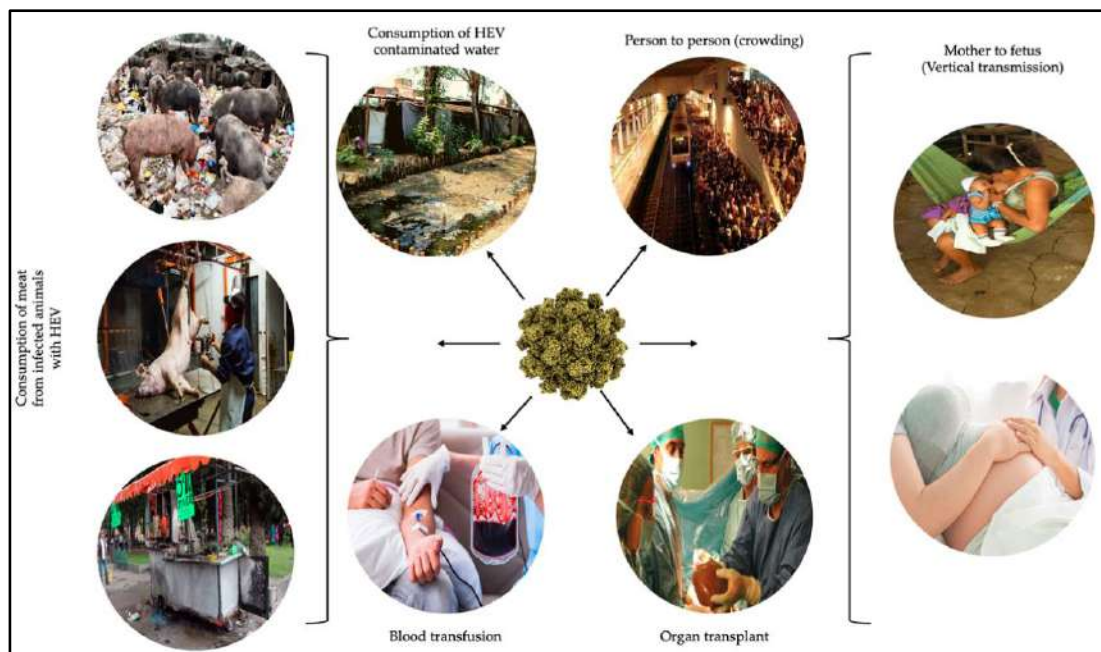 Consumption of HEV
contaminated water
Person to person (crowding)
Mother to fetus
(Vertical transmission)
Consumption of meat
from infected animals
with HEV
Blood transfusion
Organ transplant